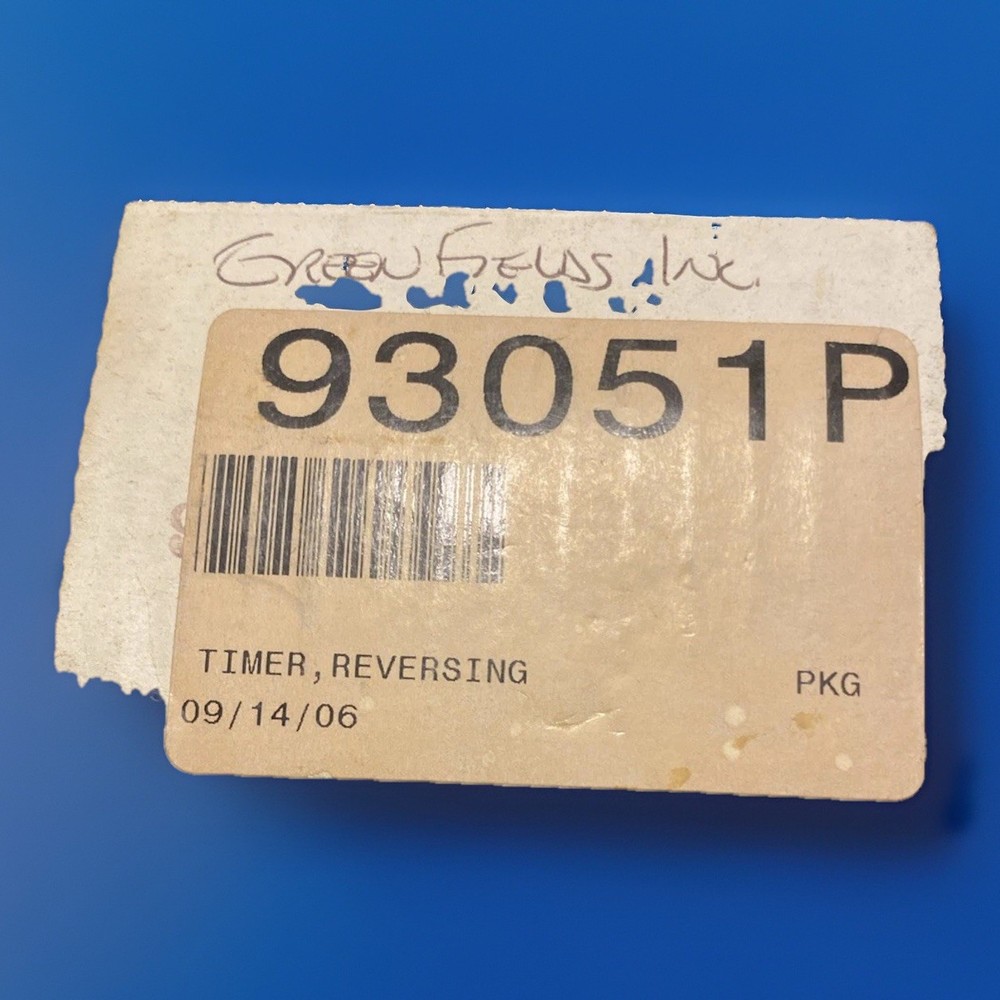 GREEN FIELDS INC.
93051P
TIMER,REVERSING PKG
09/14/06